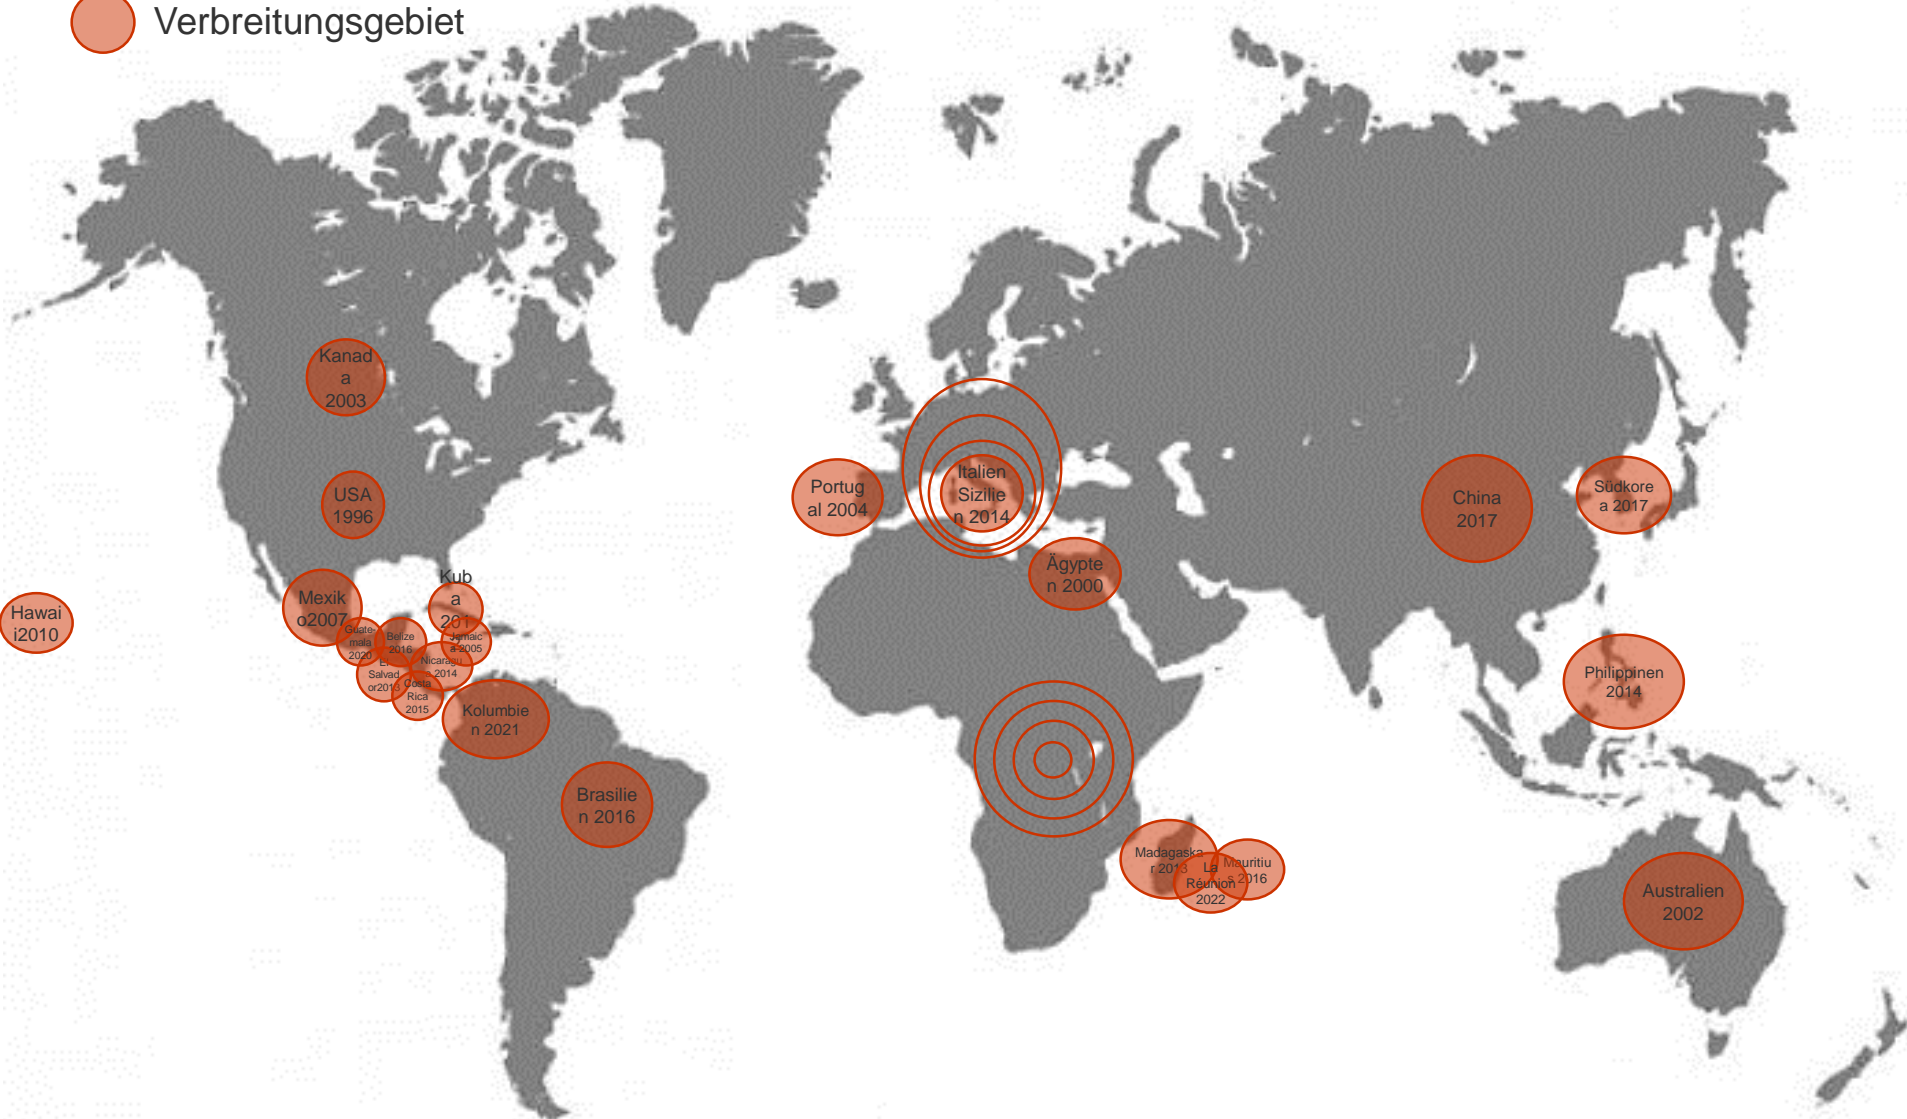 Verbreitungsgebiet
Kanad
a
2003
USA
1996
Hawai
i2010
Mexik
o2007
Kub
a
201
Guate-
mala
2020
Belize
2016
Jamaic
a 2005
El
Salvad
or2013
Nicaragu
a 2014
Costa
Rica
2015
Kolumbie
n 2021
Brasilie
n 2016
Portug
al 2004
Italien
Sizilie
n 2014
Ägypte
n 2000
Madagaska
r 2013
La
Réunion
2022
Mauritiu
s 2016
China
2017
Südkore
a 2017
Philippinen
2014
Australien
2002